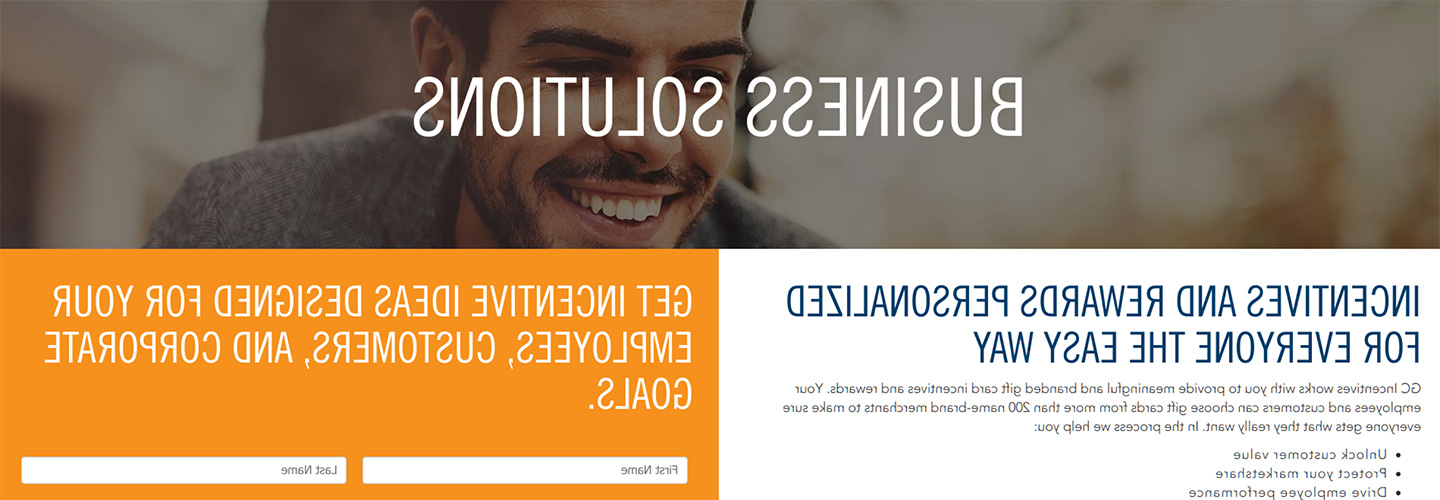 BUSINESS SOLUTIONS
INCENTIVES AND REWARDS PERSONALIZED
FOR EVERYONE THE EASY WAY
GC Incentives works with you to provide meaningful and branded gift card incentives and rewards. Your
employees and customers can choose gift cards from more than 200 name-brand merchants to make sure
everyone gets what they really want. In the process we help you:
• Unlock customer value
• Protect your marketshare
• Drive employee performance
GET INCENTIVE IDEAS DESIGNED FOR YOUR
EMPLOYEES, CUSTOMERS, AND CORPORATE
GOALS.
First Name
Last Name